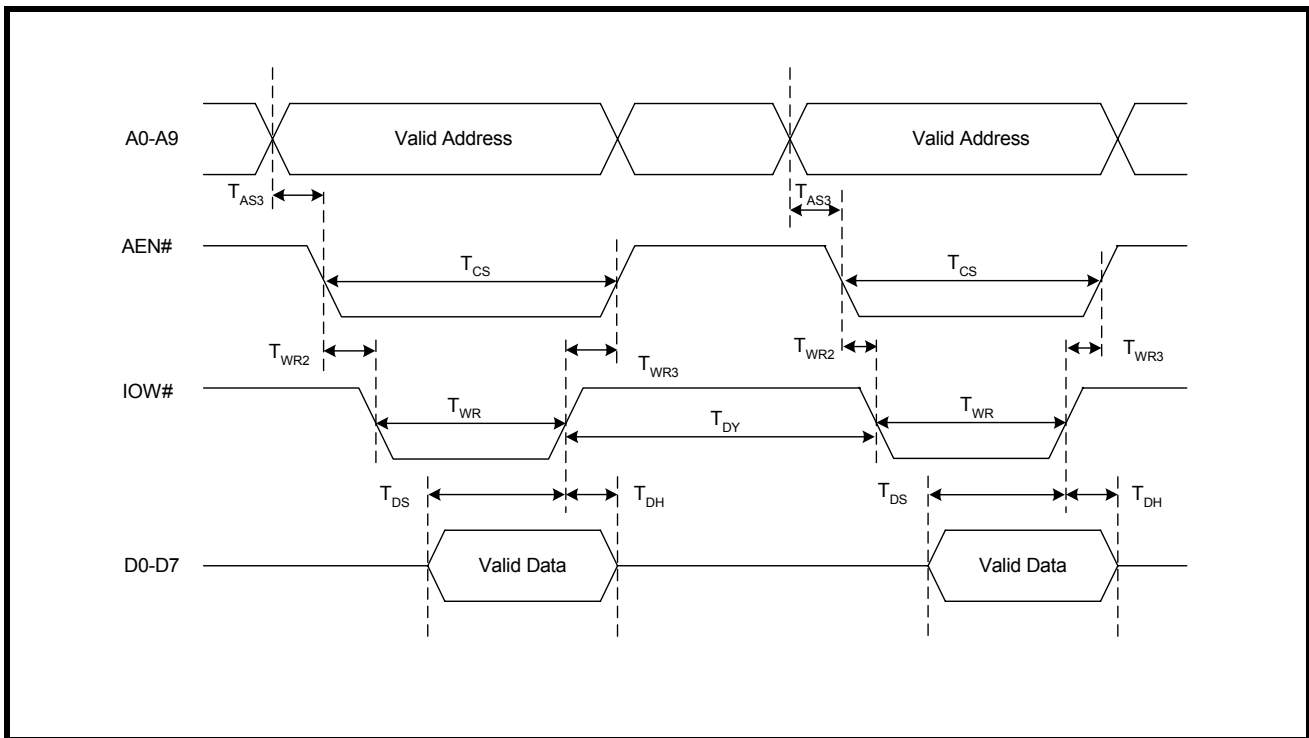 A0-A9
Valid Address
Valid Address
TAS3
TAS3
AEN#
TCS
TCS
TWR2
TWR3
TWR2
TWR3
IOW#
TWR
TDY
TWR
TDS
TDH
TDS
TDH
D0-D7
Valid Data
Valid Data